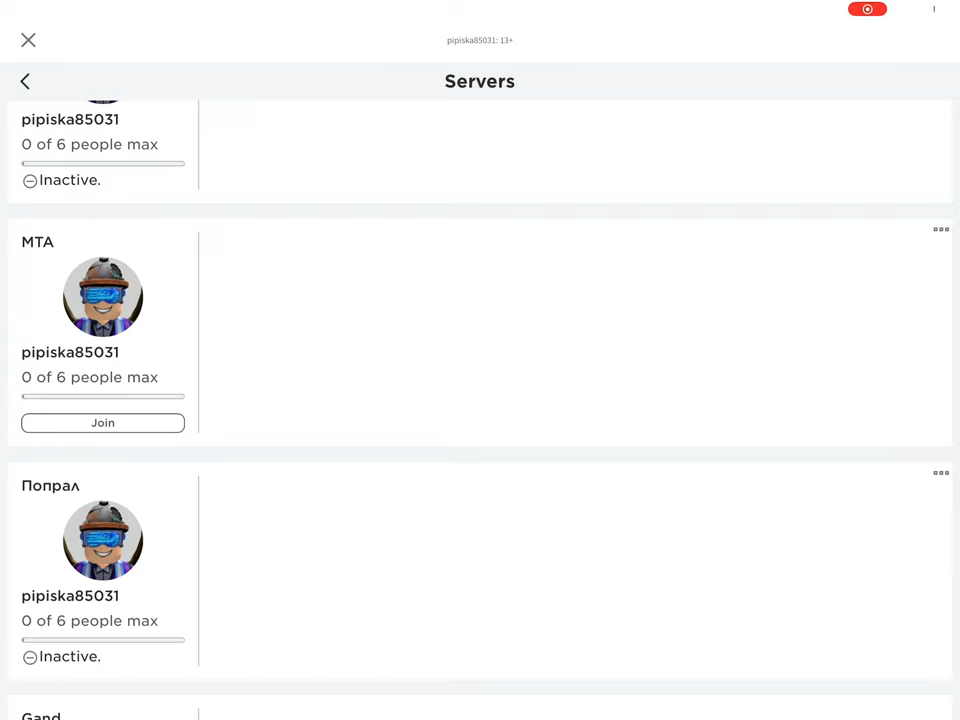 pipiska85031: 13+
Servers
pipiska85031
0 of 6 people max
Inactive.
MTA
pipiska85031
0 of 6 people max
Join
Попрал
pipiska85031
0 of 6 people max
Inactive.
Gand